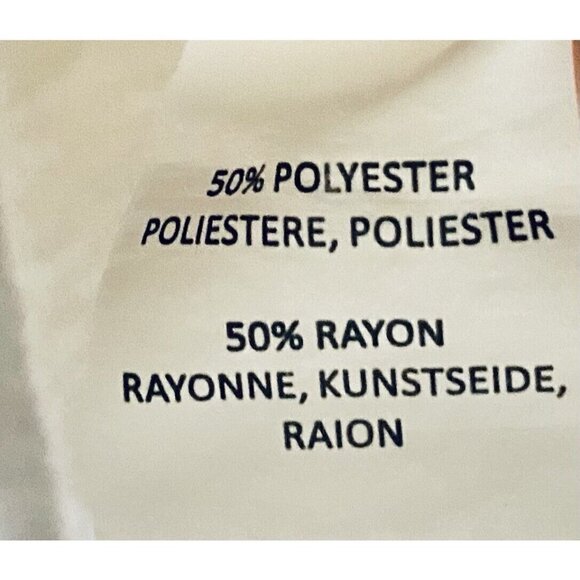 50% POLYESTER
POLIESTERE, POLIESTER
50% RAYON
RAYONNE, KUNSTSEIDE,
RAION